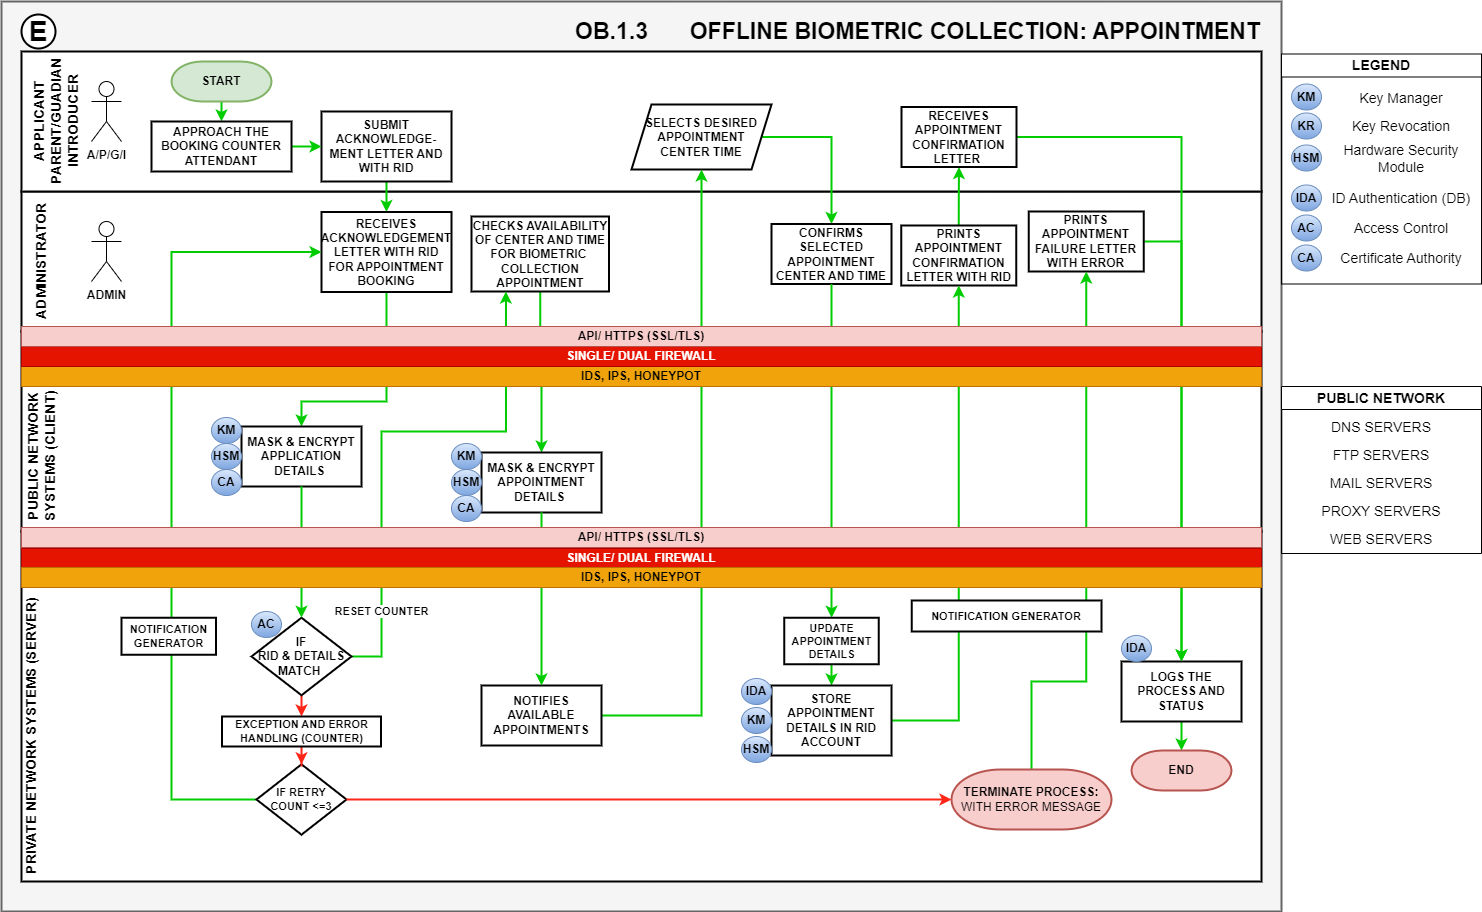 E
OB.1.3 OFFLINE BIOMETRIC COLLECTION: APPOINTMENT
APPLICANT
PARENT/GUADIAN
INTRODUCER
A/P/G/I
START
APPROACH THE
BOOKING COUNTER
ATTENDANT
SUBMIT
ACKNOWLEDGE-
MENT LETTER AND
WITH RID
SELECTS DESIRED
APPOINTMENT
CENTER TIME
RECEIVES
APPOINTMENT
CONFIRMATION
LETTER
ADMINISTRATOR
ADMIN
RECEIVES
ACKNOWLEDGEMENT
LETTER WITH RID
FOR APPOINTMENT
BOOKING
CHECKS AVAILABILITY
OF CENTER AND TIME
FOR BIOMETRIC
COLLECTION
APPOINTMENT
CONFIRMS
SELECTED
APPOINTMENT
CENTER AND TIME
PRINTS
APPOINTMENT
CONFIRMATION
LETTER WITH RID
PRINTS
APPOINTMENT
FAILURE LETTER
WITH ERROR
API/ HTTPS (SSL/TLS)
SINGLE/ DUAL FIREWALL
IDS, IPS, HONEYPOT
PUBLIC NETWORK
SYSTEMS (CLIENT)
KM
HSM
CA
MASK & ENCRYPT
APPLICATION
DETAILS
KM
HSM
CA
MASK & ENCRYPT
APPOINTMENT
DETAILS
API/ HTTPS (SSL/TLS)
SINGLE/ DUAL FIREWALL
IDS, IPS, HONEYPOT
PRIVATE NETWORK SYSTEMS (SERVER)
NOTIFICATION
GENERATOR
AC
IF
RID & DETAILS
MATCH
RESET COUNTER
EXCEPTION AND ERROR
HANDLING (COUNTER)
IF RETRY
COUNT <=3
NOTIFIES
AVAILABLE
APPOINTMENTS
UPDATE
APPOINTMENT
DETAILS
IDA
KM
HSM
STORE
APPOINTMENT
DETAILS IN RID
ACCOUNT
NOTIFICATION GENERATOR
TERMINATE PROCESS:
WITH ERROR MESSAGE
IDA
LOGS THE
PROCESS AND
STATUS
END
LEGEND
KM Key Manager
KR Key Revocation
HSM Hardware Security
Module
IDA ID Authentication (DB)
AC Access Control
CA Certificate Authority
PUBLIC NETWORK
DNS SERVERS
FTP SERVERS
MAIL SERVERS
PROXY SERVERS
WEB SERVERS